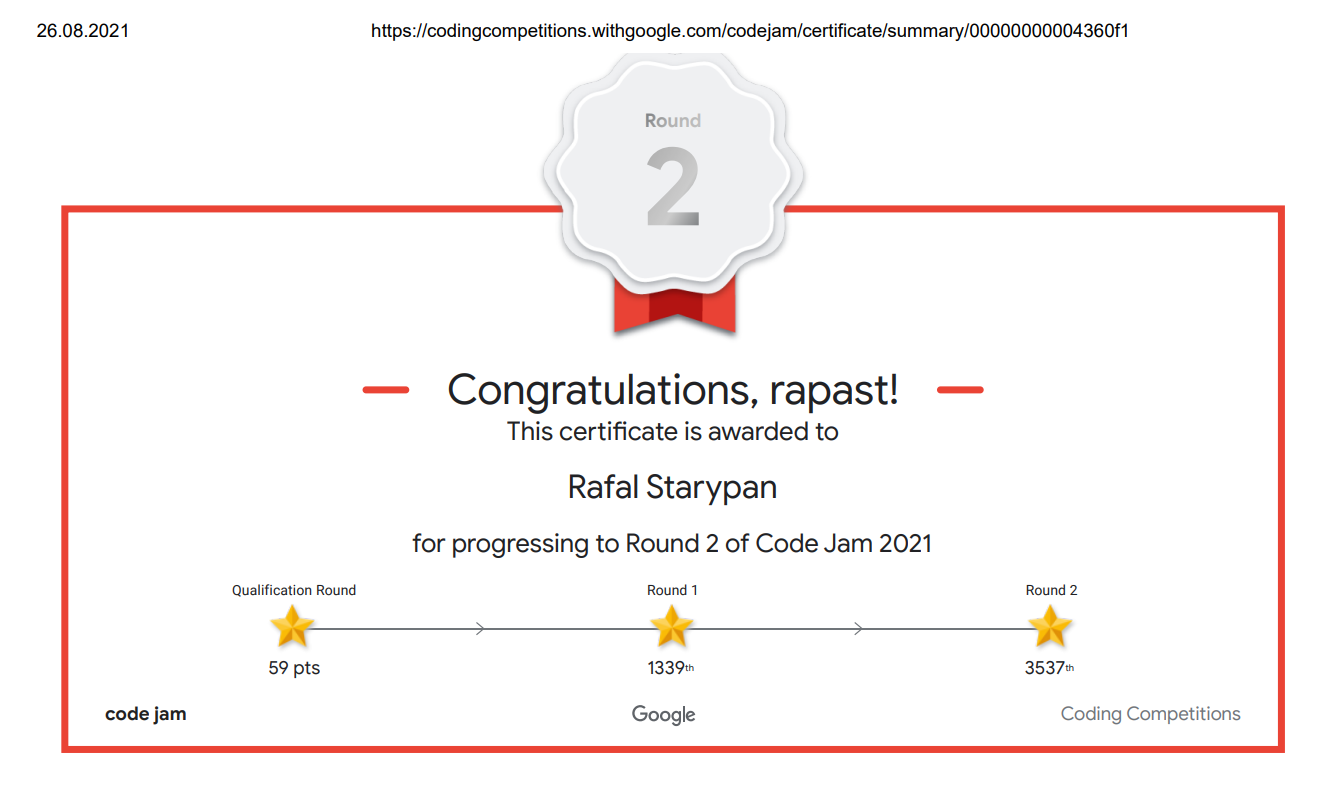 26.08.2021 https://codingcompetitions.withgoogle.com/codejam/certificate/summary/00000000004360f1
Round
2
Congratulations, rapast!
This certificate is awarded to
Rafal Starypan
for progressing to Round 2 of Code Jam 2021
Qualification Round Round 1 Round 2
59 pts 1339th 3537th
code jam Google Coding Competitions